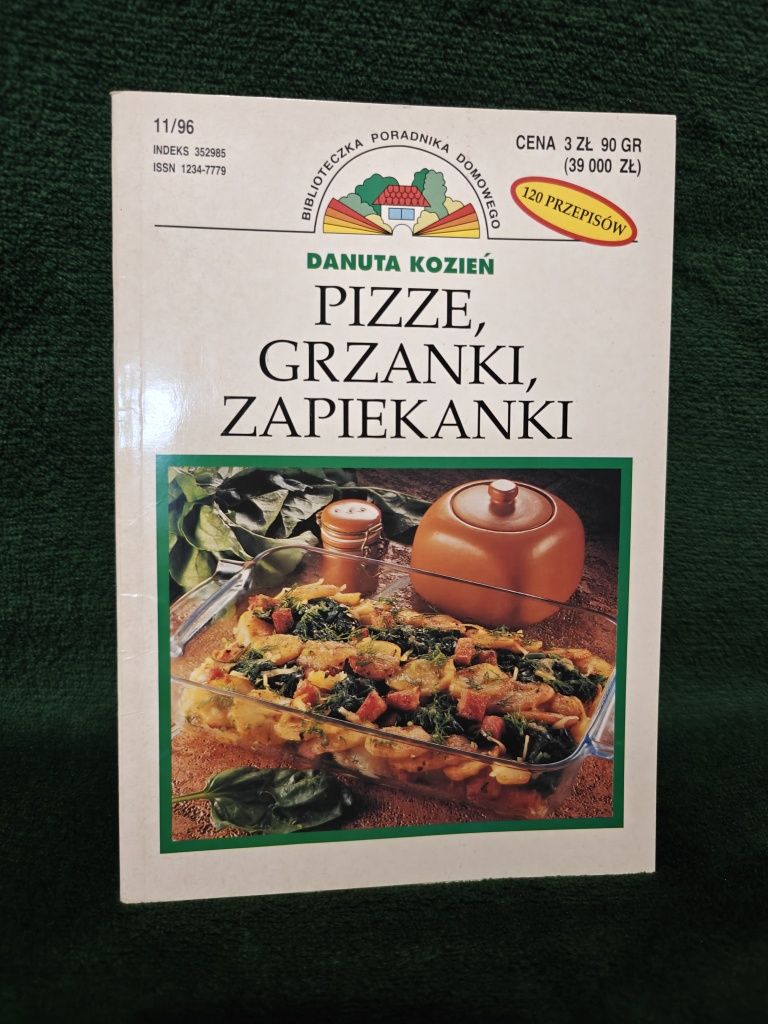 11/96
INDEKS 352985
ISSN 1234-7779
BIBLIOTECZKA PORADNIKA DOMOWEGO
CENA 3 ZŁ 90 GR
(39 000 ZŁ)
120 PRZEPISÓW
DANUTA KOZIEŃ
PIZZE,
GRZANKI,
ZAPIEKANKI